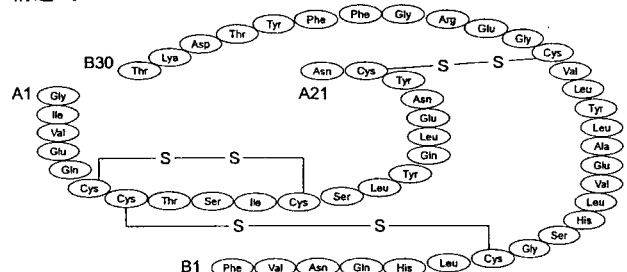 構造
B30 Thr Lys Asp Thr Tyr Phe Phe Gly Arg Glu Gly Cys
Asn Cys S S
A21 Tyr
Val
Leu
Tyr
Leu
Ala
Glu
Val
Leu
His
Ser
Gly
A1 Gly
Ile
Val
Glu
Gln
Asn
Glu
Leu
Gln
Tyr
S S
Cys Cys Thr Ser Ile Cys Ser Leu
S S
B1 Phe Val Asn Gln His Leu Cys